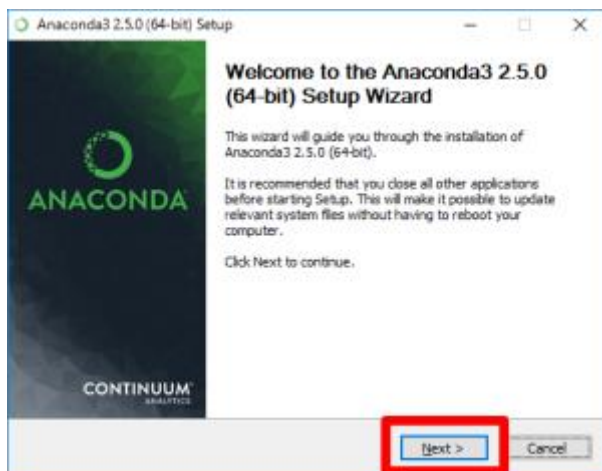 Anaconda3 2.5.0 (64-bit) Setup
Welcome to the Anaconda3 2.5.0
(64-bit) Setup Wizard
This wizard will guide you through the installation of
Anaconda3 2.5.0 (64-bit).
It is recommended that you close all other applications
before starting Setup. This will make it possible to update
relevant system files without having to reboot your
computer.
Click Next to continue.
ANACONDA
CONTINUUM
ANALYTICS
Next >
Cancel